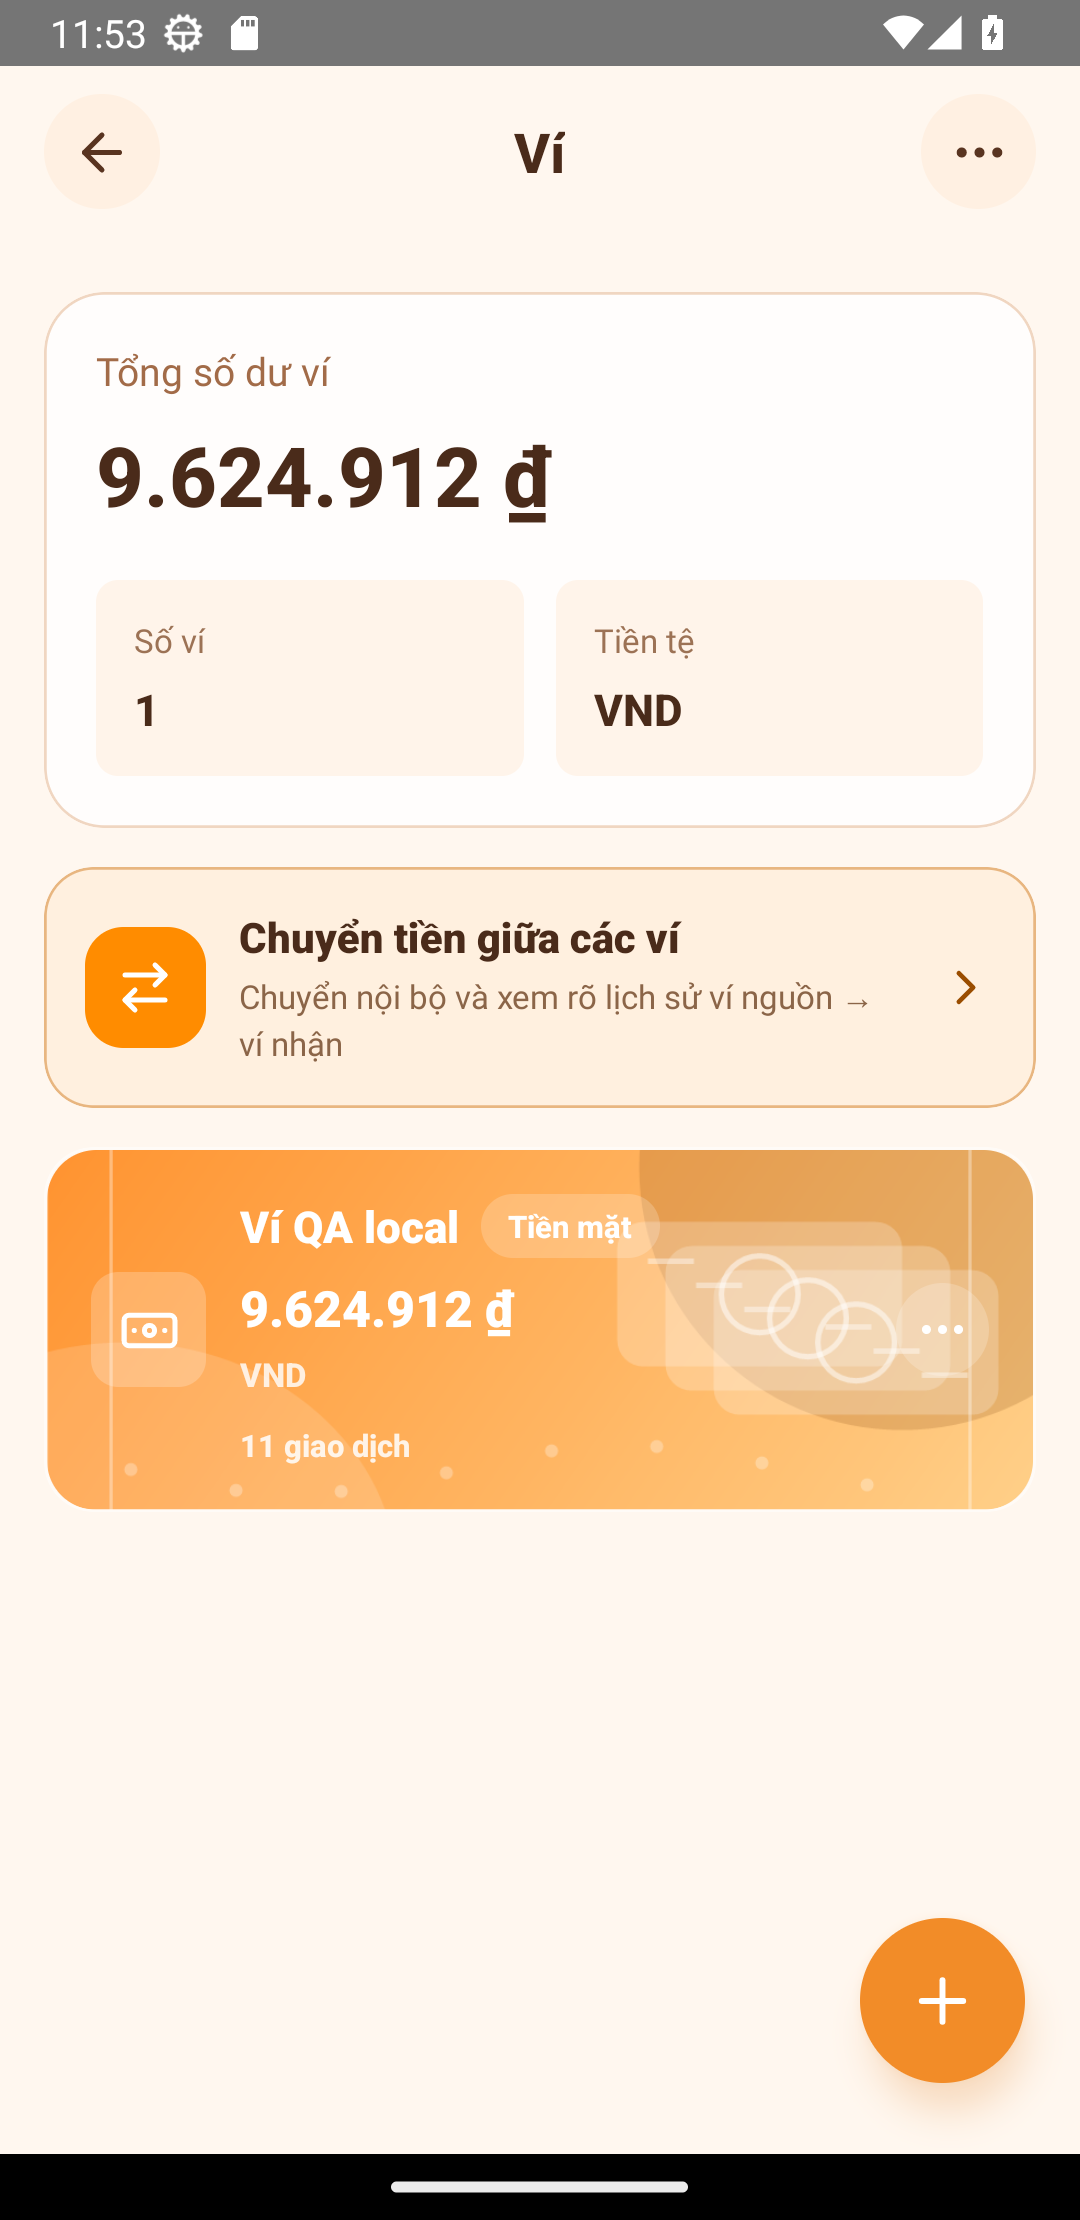 11:53
Ví
Tổng số dư ví
9.624.912 ₫
Số ví
1
Tiền tệ
VND
Chuyển tiền giữa các ví
Chuyển nội bộ và xem rõ lịch sử ví nguồn →
ví nhận
Ví QA local
Tiền mặt
9.624.912 ₫
VND
11 giao dịch